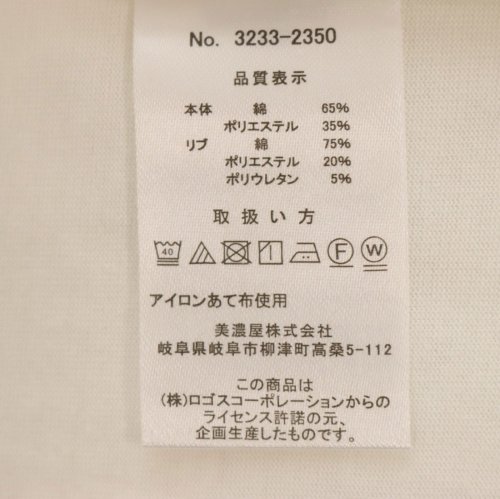 No. 3233-2350
品質表示
本体 綿 65%
ポリエステル 35%
リブ 綿 75%
ポリエステル 20%
ポリウレタン 5%
取扱い方
40 F W
アイロンあて布使用
美濃屋株式会社
岐阜県岐阜市柳津町高桑5-112
この商品は
(株)ロゴスコーポレーションからの
ライセンス許諾の元、
企画生産したものです。